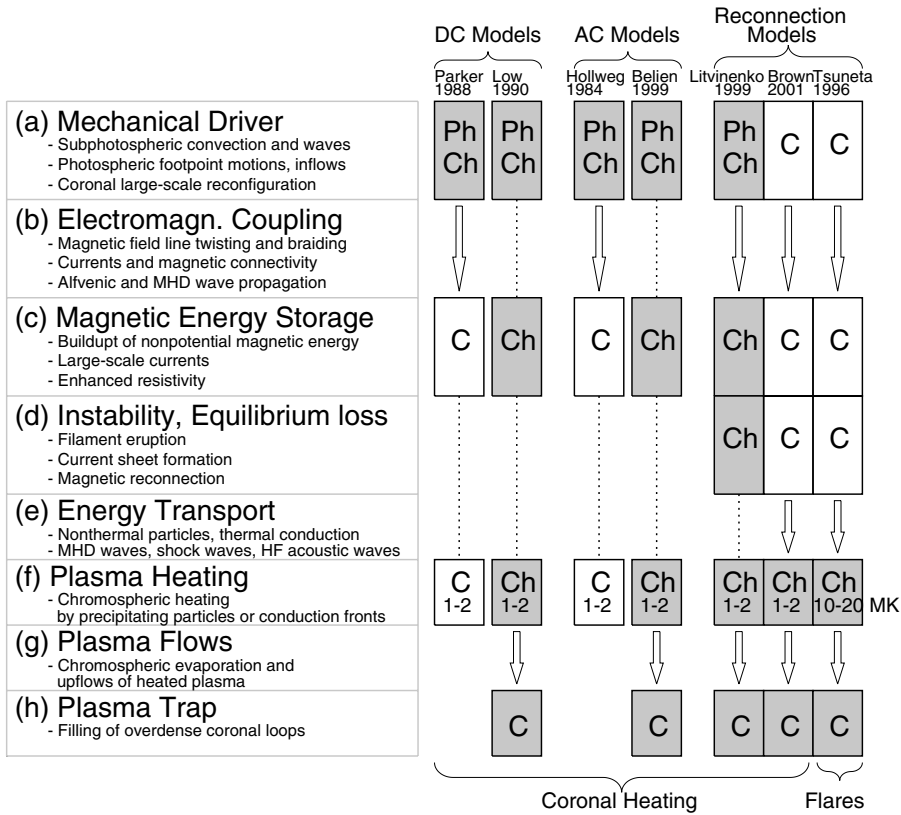 DC Models
AC Models
Reconnection
Models
Parker
1988
Low
1990
Hollweg
1984
Belien
1999
Litvinenko
1999
Brown
2001
Tsuneta
1996
(a) Mechanical Driver
- Subphotospheric convection and waves
- Photospheric footpoint motions, inflows
- Coronal large-scale reconfiguration
Ph
Ch
Ph
Ch
Ph
Ch
Ph
Ch
Ph
Ch
C
C
(b) Electromagn. Coupling
- Magnetic field line twisting and braiding
- Currents and magnetic connectivity
- Alfvenic and MHD wave propagation
(c) Magnetic Energy Storage
- Buildupt of nonpotential magnetic energy
- Large-scale currents
- Enhanced resistivity
C
Ch
C
Ch
Ch
C
C
(d) Instability, Equilibrium loss
- Filament eruption
- Current sheet formation
- Magnetic reconnection
Ch
C
C
(e) Energy Transport
- Nonthermal particles, thermal conduction
- MHD waves, shock waves, HF acoustic waves
(f) Plasma Heating
- Chromospheric heating
by precipitating particles or conduction fronts
C
1-2
Ch
1-2
C
1-2
Ch
1-2
Ch
1-2
Ch
1-2
Ch
10-20 MK
(g) Plasma Flows
- Chromospheric evaporation and
upflows of heated plasma
(h) Plasma Trap
- Filling of overdense coronal loops
C
C
C
C
C
Coronal Heating
Flares